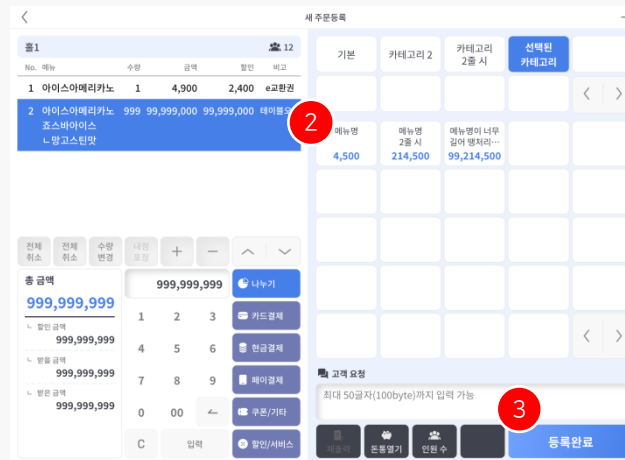 새 주문등록
홀1
12
No. 메뉴 수량 금액 할인 비고
1 아이스아메리카노 1 4,900 2,400 e교환권
2 아이스아메리카노 999 99,999,000 99,999,000 테이블오
죠스바아이스
ㄴ망고스틴맛
2
전체
취소
전체
취소
수량
변경
내점
포장
+
−
총 금액
999,999,999
ㄴ 할인 금액
999,999,999
ㄴ 받을 금액
999,999,999
ㄴ 받은 금액
999,999,999
999,999,999
1 2 3
4 5 6
7 8 9
0 00
C 입력
나누기
카드결제
현금결제
페이결제
쿠폰/기타
할인/서비스
기본
카테고리 2
카테고리
2줄 시
선택된
카테고리
메뉴명
4,500
메뉴명
2줄 시
214,500
메뉴명이 너무
길어 땡처리…
99,214,500
고객 요청
최대 50글자(100byte)까지 입력 가능
3
돈통열기
인원 수
등록완료